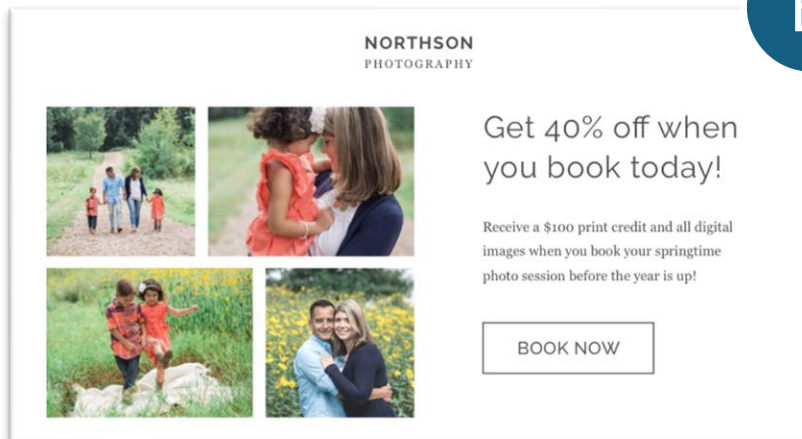 NORTHSON
PHOTOGRAPHY
Get 40% off when
you book today!
Receive a $100 print credit and all digital
images when you book your springtime
photo session before the year is up!
BOOK NOW